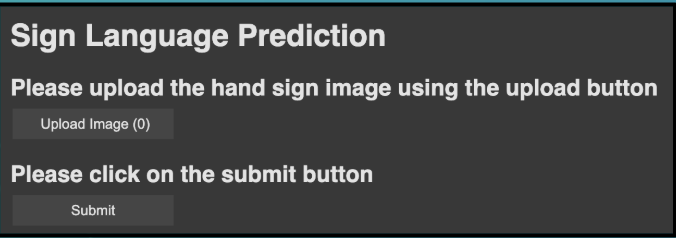 Sign Language Prediction
Please upload the hand sign image using the upload button
Upload Image (0)
Please click on the submit button
Submit